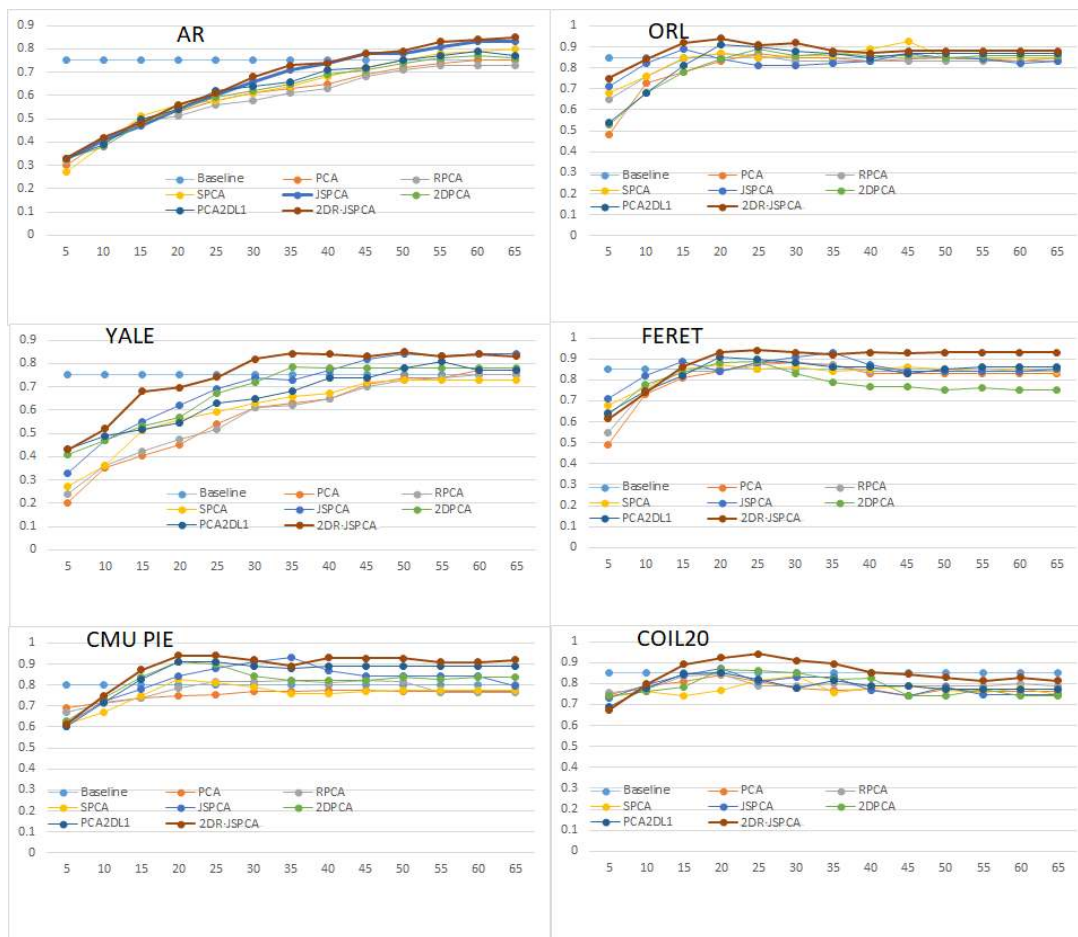 AR
0.9
0.8
0.7
0.6
0.5
0.4
0.3
0.2
0.1
0
5 10 15 20 25 30 35 40 45 50 55 60 65
Baseline PCA RPCA
SPCA JSPCA 2DPCA
PCA2DL1 2DR-JSPCA
ORL
1
0.9
0.8
0.7
0.6
0.5
0.4
0.3
0.2
0.1
0
5 10 15 20 25 30 35 40 45 50 55 60 65
Baseline PCA RPCA
SPCA JSPCA 2DPCA
PCA2DL1 2DR-JSPCA
YALE
0.9
0.8
0.7
0.6
0.5
0.4
0.3
0.2
0.1
0
5 10 15 20 25 30 35 40 45 50 55 60 65
Baseline PCA RPCA
SPCA JSPCA 2DPCA
PCA2DL1 2DR-JSPCA
FERET
1
0.9
0.8
0.7
0.6
0.5
0.4
0.3
0.2
0.1
0
5 10 15 20 25 30 35 40 45 50 55 60 65
Baseline PCA RPCA
SPCA JSPCA 2DPCA
PCA2DL1 2DR-JSPCA
CMU PIE
1
0.9
0.8
0.7
0.6
0.5
0.4
0.3
0.2
0.1
0
5 10 15 20 25 30 35 40 45 50 55 60 65
Baseline PCA RPCA
SPCA JSPCA 2DPCA
PCA2DL1 2DR-JSPCA
COIL20
1
0.9
0.8
0.7
0.6
0.5
0.4
0.3
0.2
0.1
0
5 10 15 20 25 30 35 40 45 50 55 60 65
Baseline PCA RPCA
SPCA JSPCA 2DPCA
PCA2DL1 2DR-JSPCA